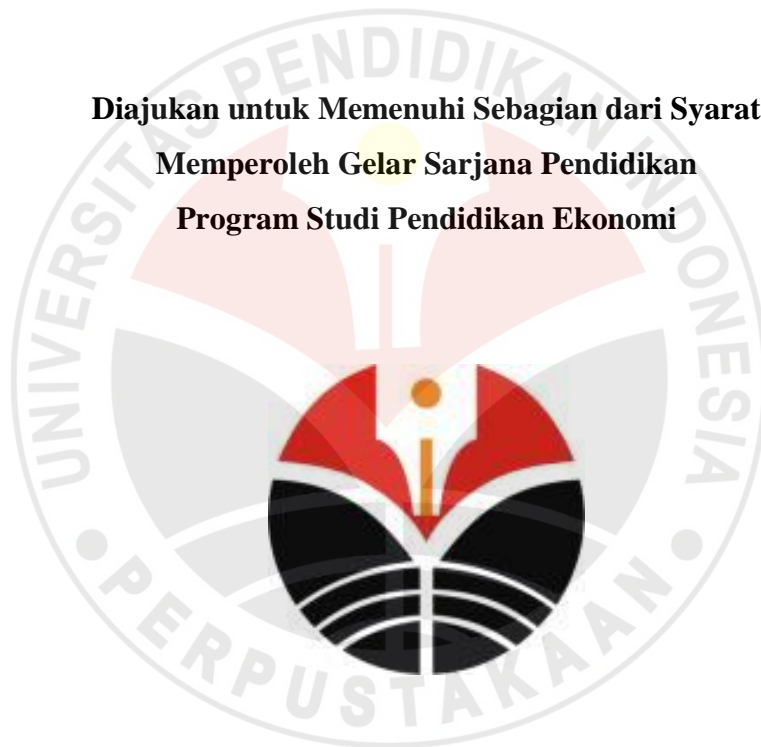 Diajukan untuk Memenuhi Sebagian dari Syarat
Memperoleh Gelar Sarjana Pendidikan
Program Studi Pendidikan Ekonomi
UNIVERSITAS PENDIDIKAN INDONESIA
PERPUSTAKAAN